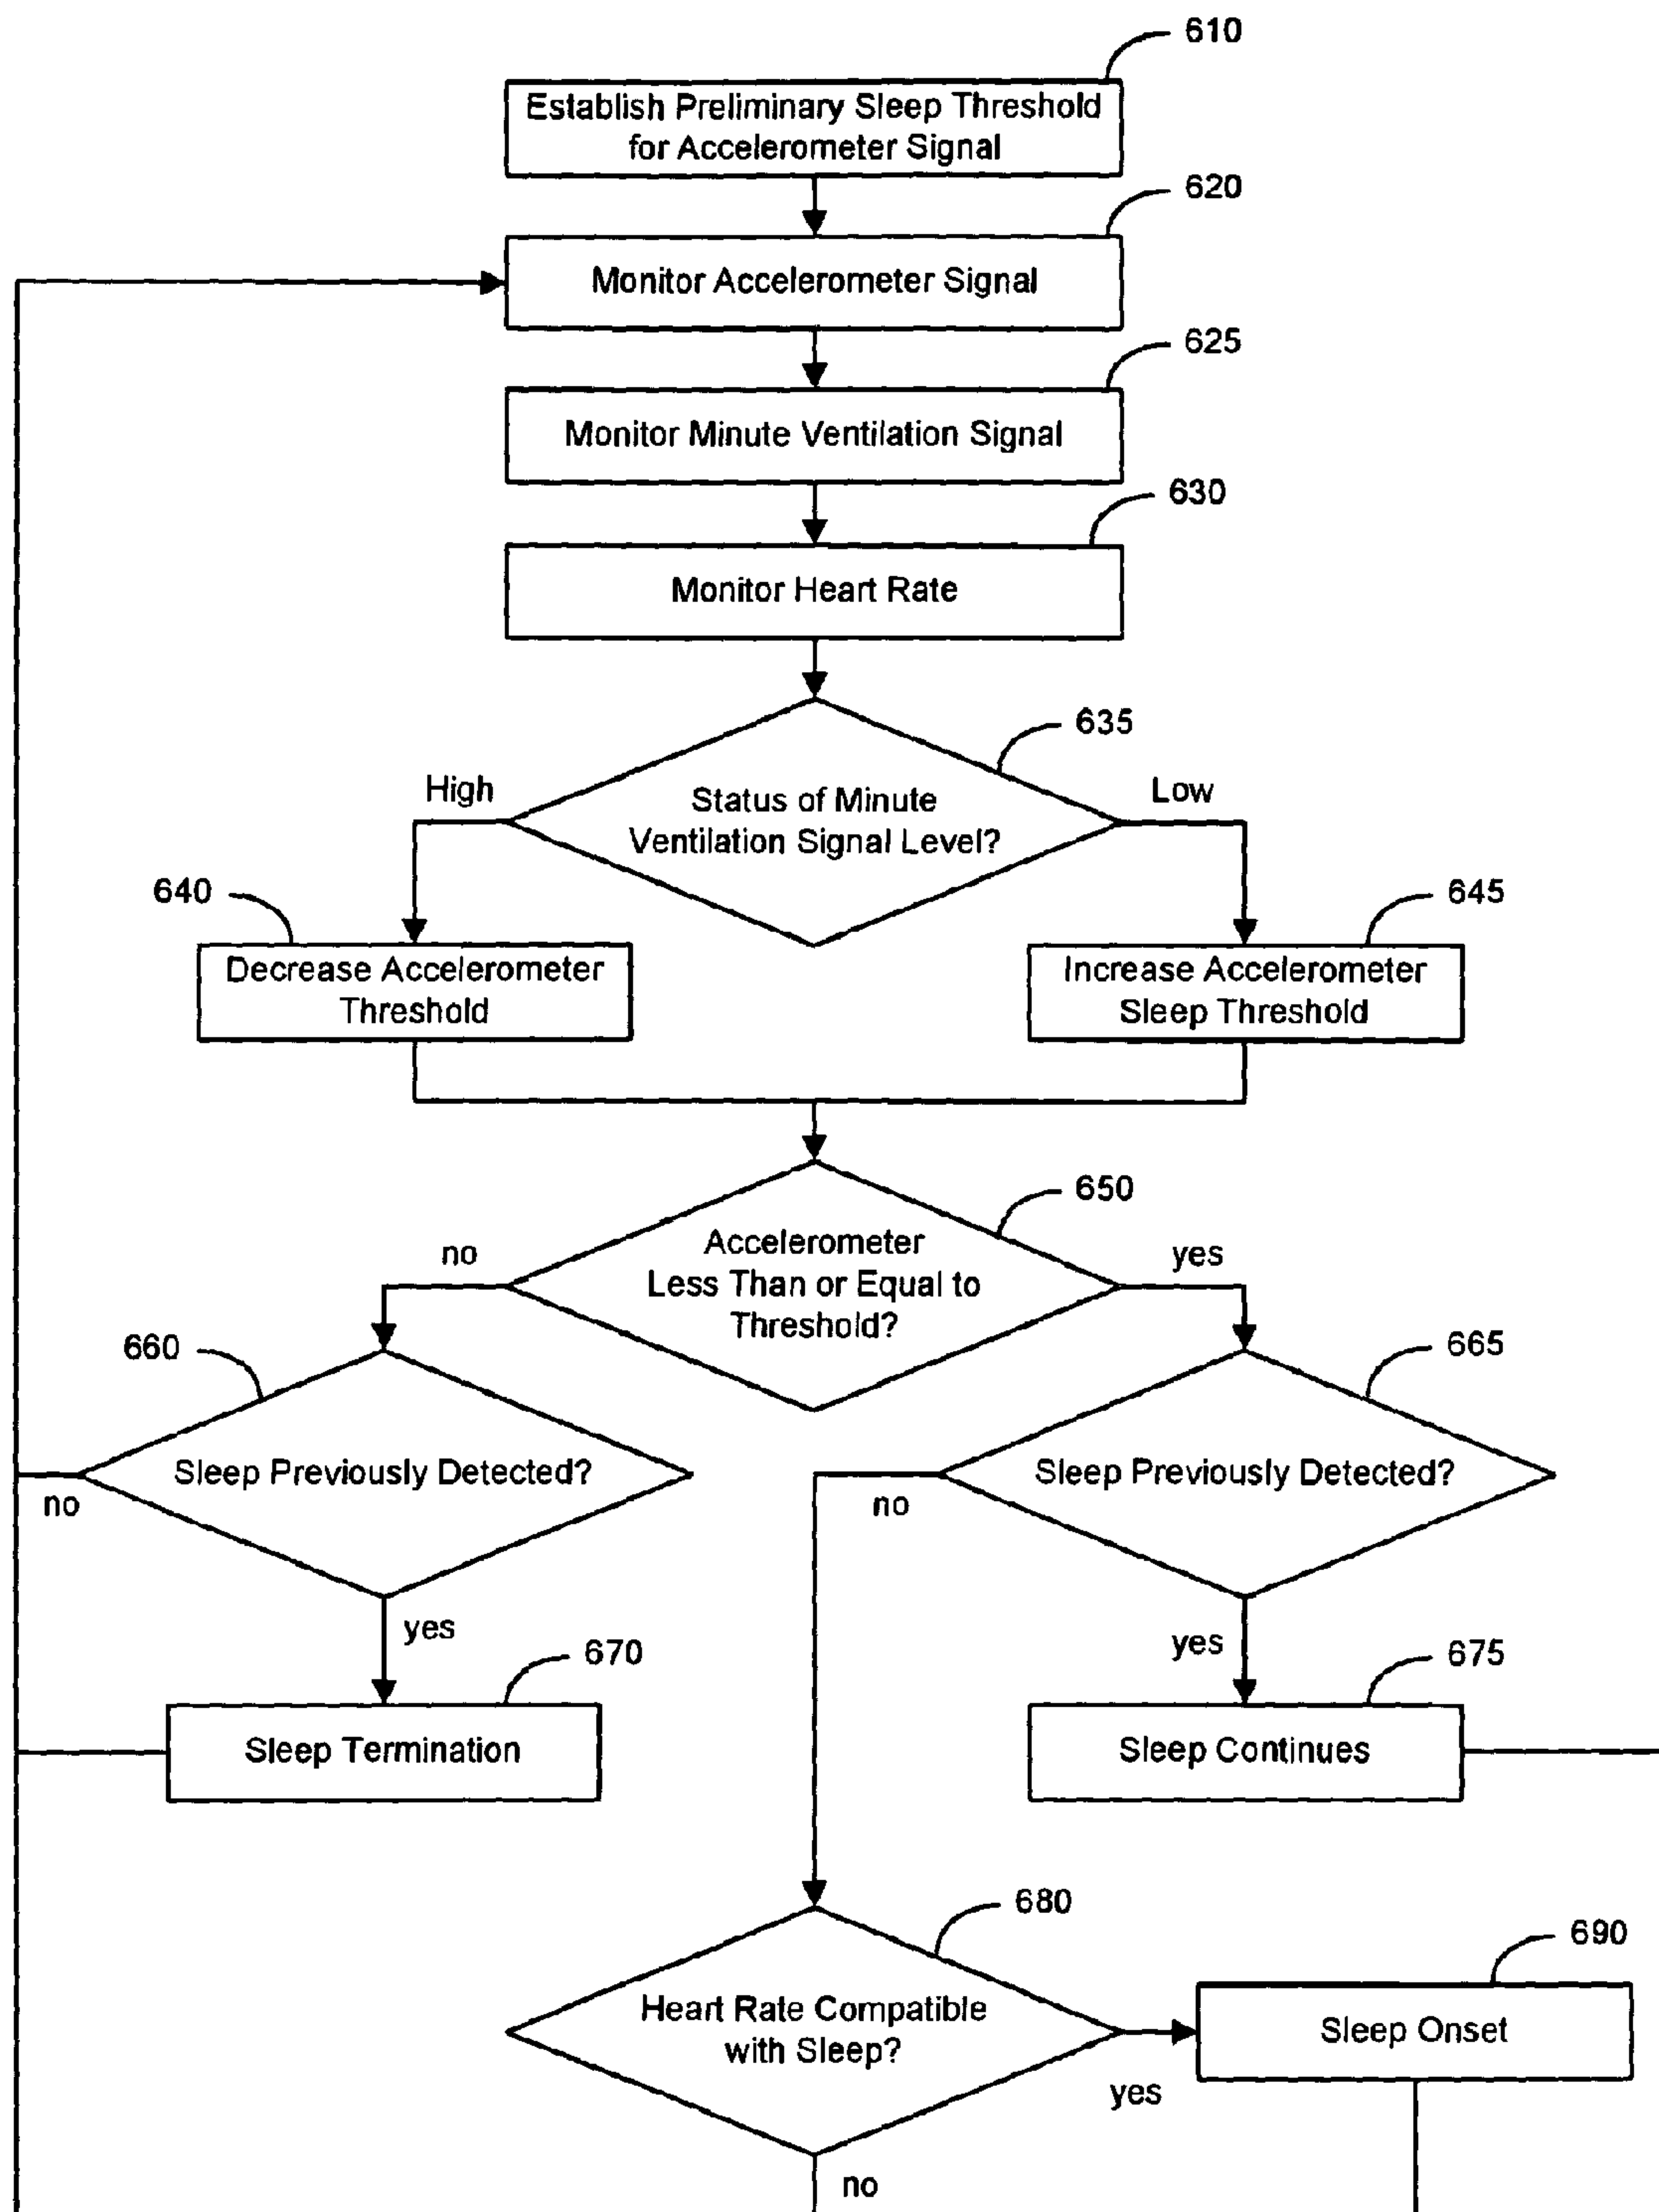 610
Establish Preliminary Sleep Threshold
for Accelerometer Signal
620
Monitor Accelerometer Signal
625
Monitor Minute Ventilation Signal
630
Monitor Heart Rate
635
High
Low
Status of Minute
Ventilation Signal Level?
640
645
Decrease Accelerometer
Threshold
Increase Accelerometer
Sleep Threshold
650
no
yes
Accelerometer
Less Than or Equal to
Threshold?
660
665
Sleep Previously Detected?
Sleep Previously Detected?
no
no
yes
yes
670
675
Sleep Termination
Sleep Continues
680
690
Heart Rate Compatible
with Sleep?
Sleep Onset
yes
no